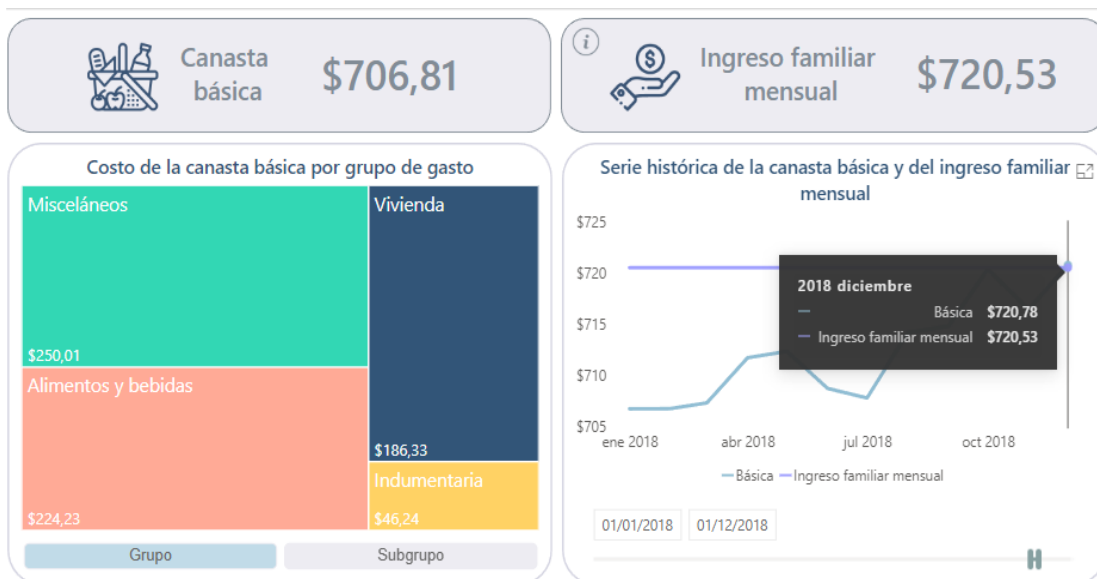 Canasta
básica
$706,81
i
Ingreso familiar
mensual
$720,53
Costo de la canasta básica por grupo de gasto
Misceláneos
$250,01
Alimentos y bebidas
$224,23
Vivienda
$186,33
Indumentaria
$46,24
Grupo
Subgrupo
Serie histórica de la canasta básica y del ingreso familiar
mensual
$725
$720
$715
$710
$705
2018 diciembre
Básica $720,78
Ingreso familiar mensual $720,53
ene 2018 abr 2018 jul 2018 oct 2018
Básica Ingreso familiar mensual
01/01/2018 01/12/2018